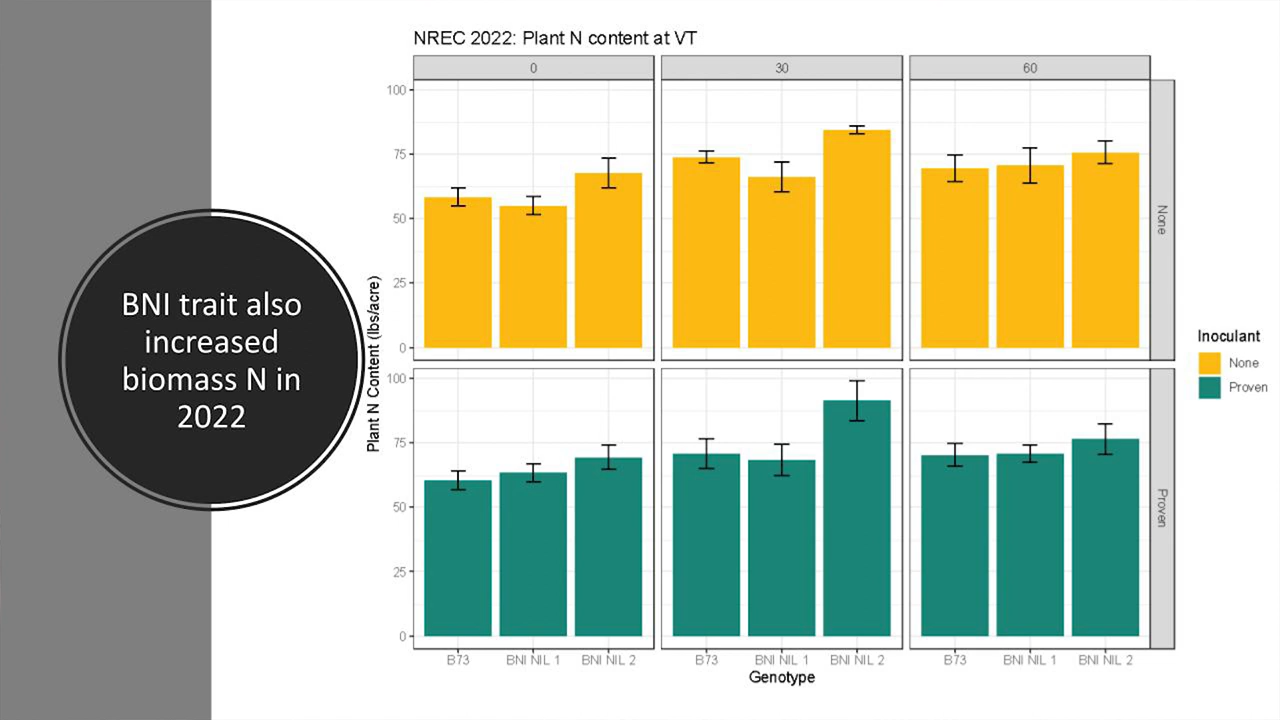 BNI trait also
increased
biomass N in
2022
NREC 2022: Plant N content at VT
0 30 60
100
75
50
25
0
None
100
75
50
25
0
Proven
Plant N Content (lbs/acre)
B73 BNI NIL 1 BNI NIL 2 B73 BNI NIL 1 BNI NIL 2 B73 BNI NIL 1 BNI NIL 2
Genotype
Inoculant
None
Proven